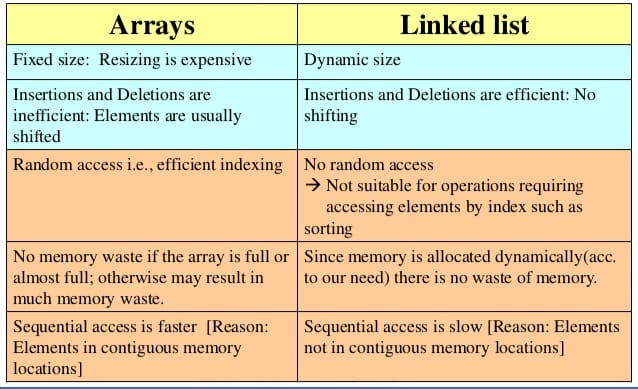 Arrays
Linked list
Fixed size:  Resizing is expensive
Dynamic size
Insertions and Deletions are
inefficient: Elements are usually
shifted
Insertions and Deletions are efficient: No
shifting
Random access i.e., efficient indexing
No random access
→ Not suitable for operations requiring
accessing elements by index such as
sorting
No memory waste if the array is full or
almost full; otherwise may result in
much memory waste.
Since memory is allocated dynamically(acc.
to our need) there is no waste of memory.
Sequential access is faster  [Reason:
Elements in contiguous memory
locations]
Sequential access is slow [Reason: Elements
not in contiguous memory locations]